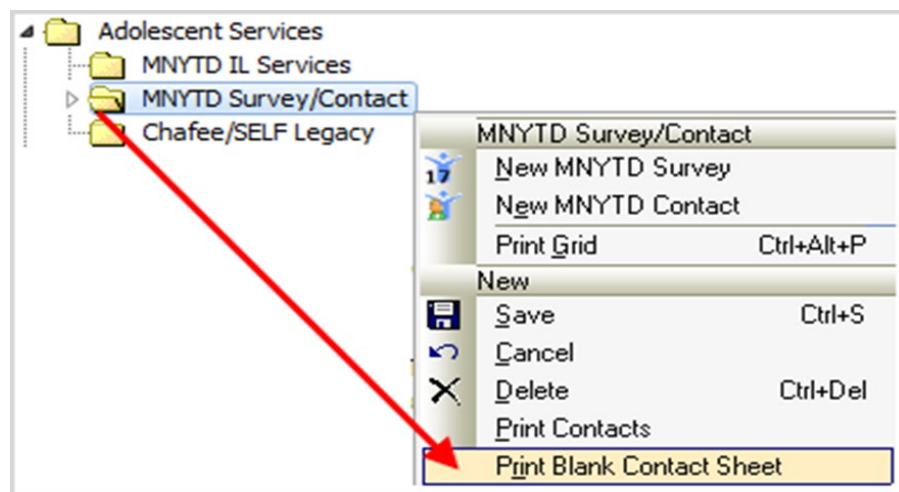 Adolescent Services
MNYTD IL Services
MNYTD Survey/Contact
Chafee/SELF Legacy
MNYTD Survey/Contact
17 New MNYTD Survey
New MNYTD Contact
Print Grid Ctrl+Alt+P
New
Save Ctrl+S
Cancel
Delete Ctrl+Del
Print Contacts
Print Blank Contact Sheet